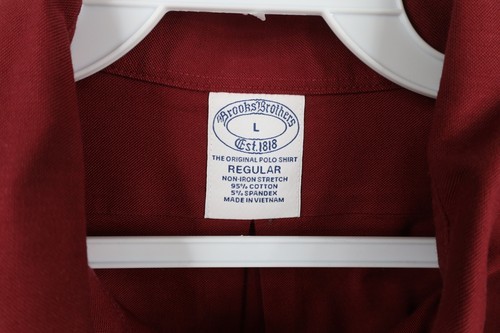 Brooks Brothers
L
Est. 1818
THE ORIGINAL POLO SHIRT
REGULAR
NON-IRON STRETCH
95% COTTON
5% SPANDEX
MADE IN VIETNAM